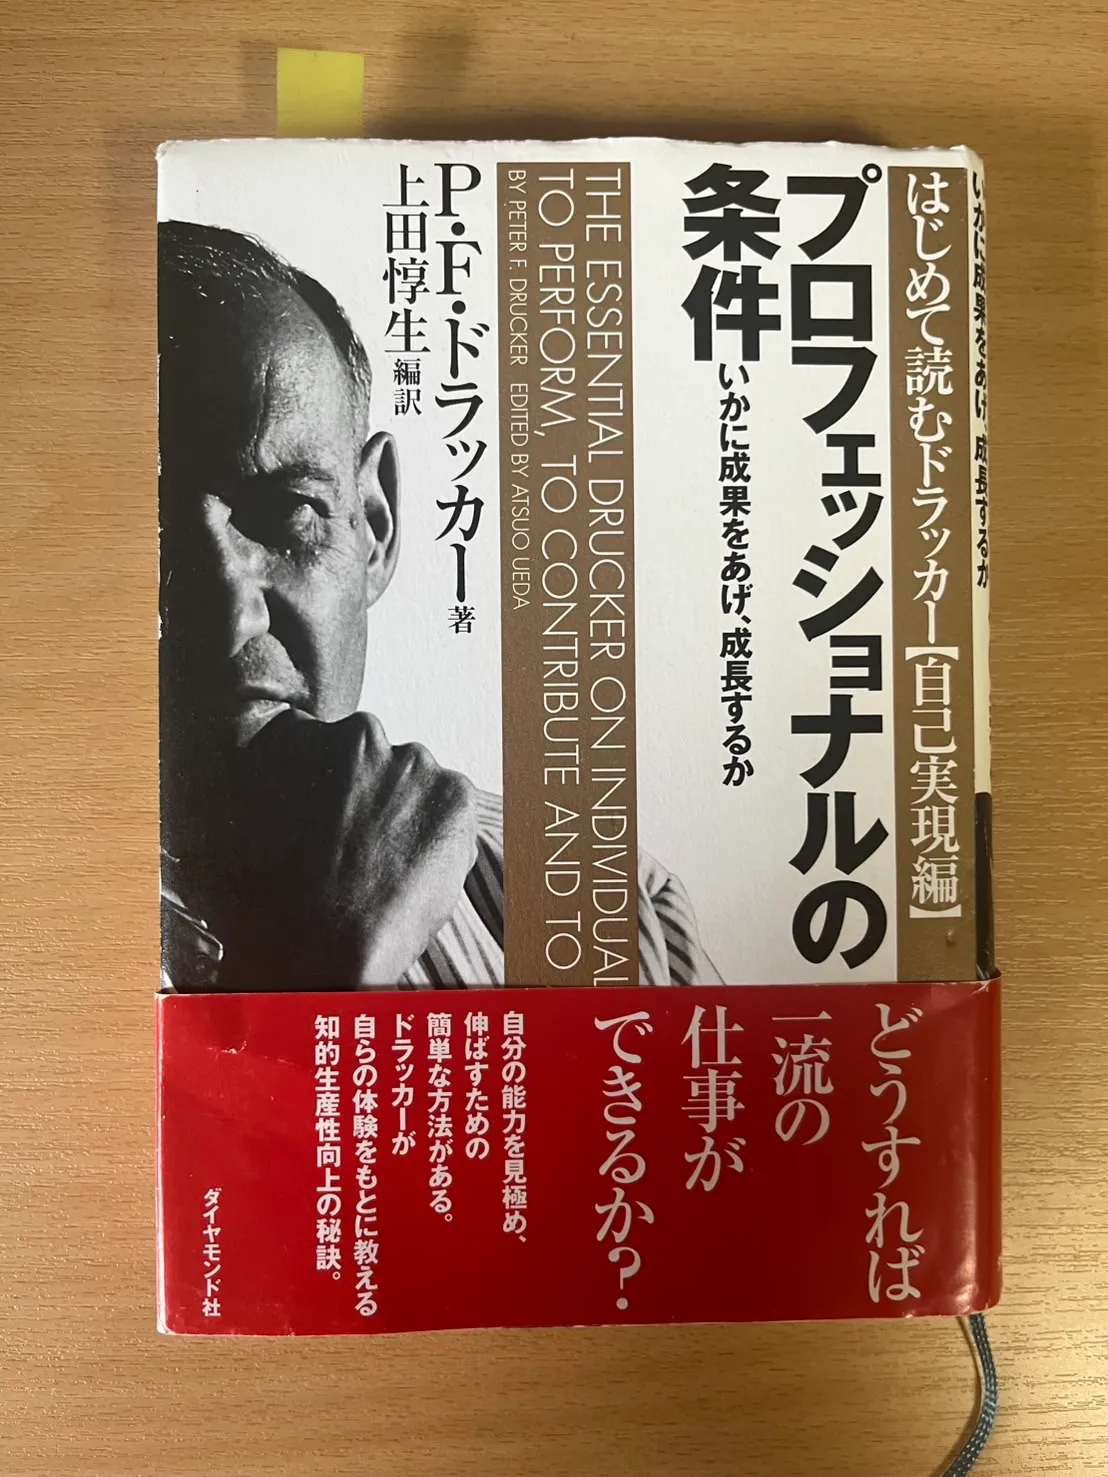 いかに成果をあげ、成長するか
はじめて読むドラッカー【自己実現編】
プロフェッショナルの
条件
いかに成果をあげ、成長するか
THE ESSENTIAL DRUCKER ON INDIVIDUAL
TO PERFORM, TO CONTRIBUTE AND TO
BY PETER F. DRUCKER EDITED BY ATSUO UEDA
P・F・ドラッカー 著
上田惇生 編訳
どうすれば
一流の
仕事が
できるか?
自分の能力を見極め、
伸ばすための
簡単な方法がある。
ドラッカーが
自らの体験をもとに教える
知的生産性向上の秘訣。
ダイヤモンド社